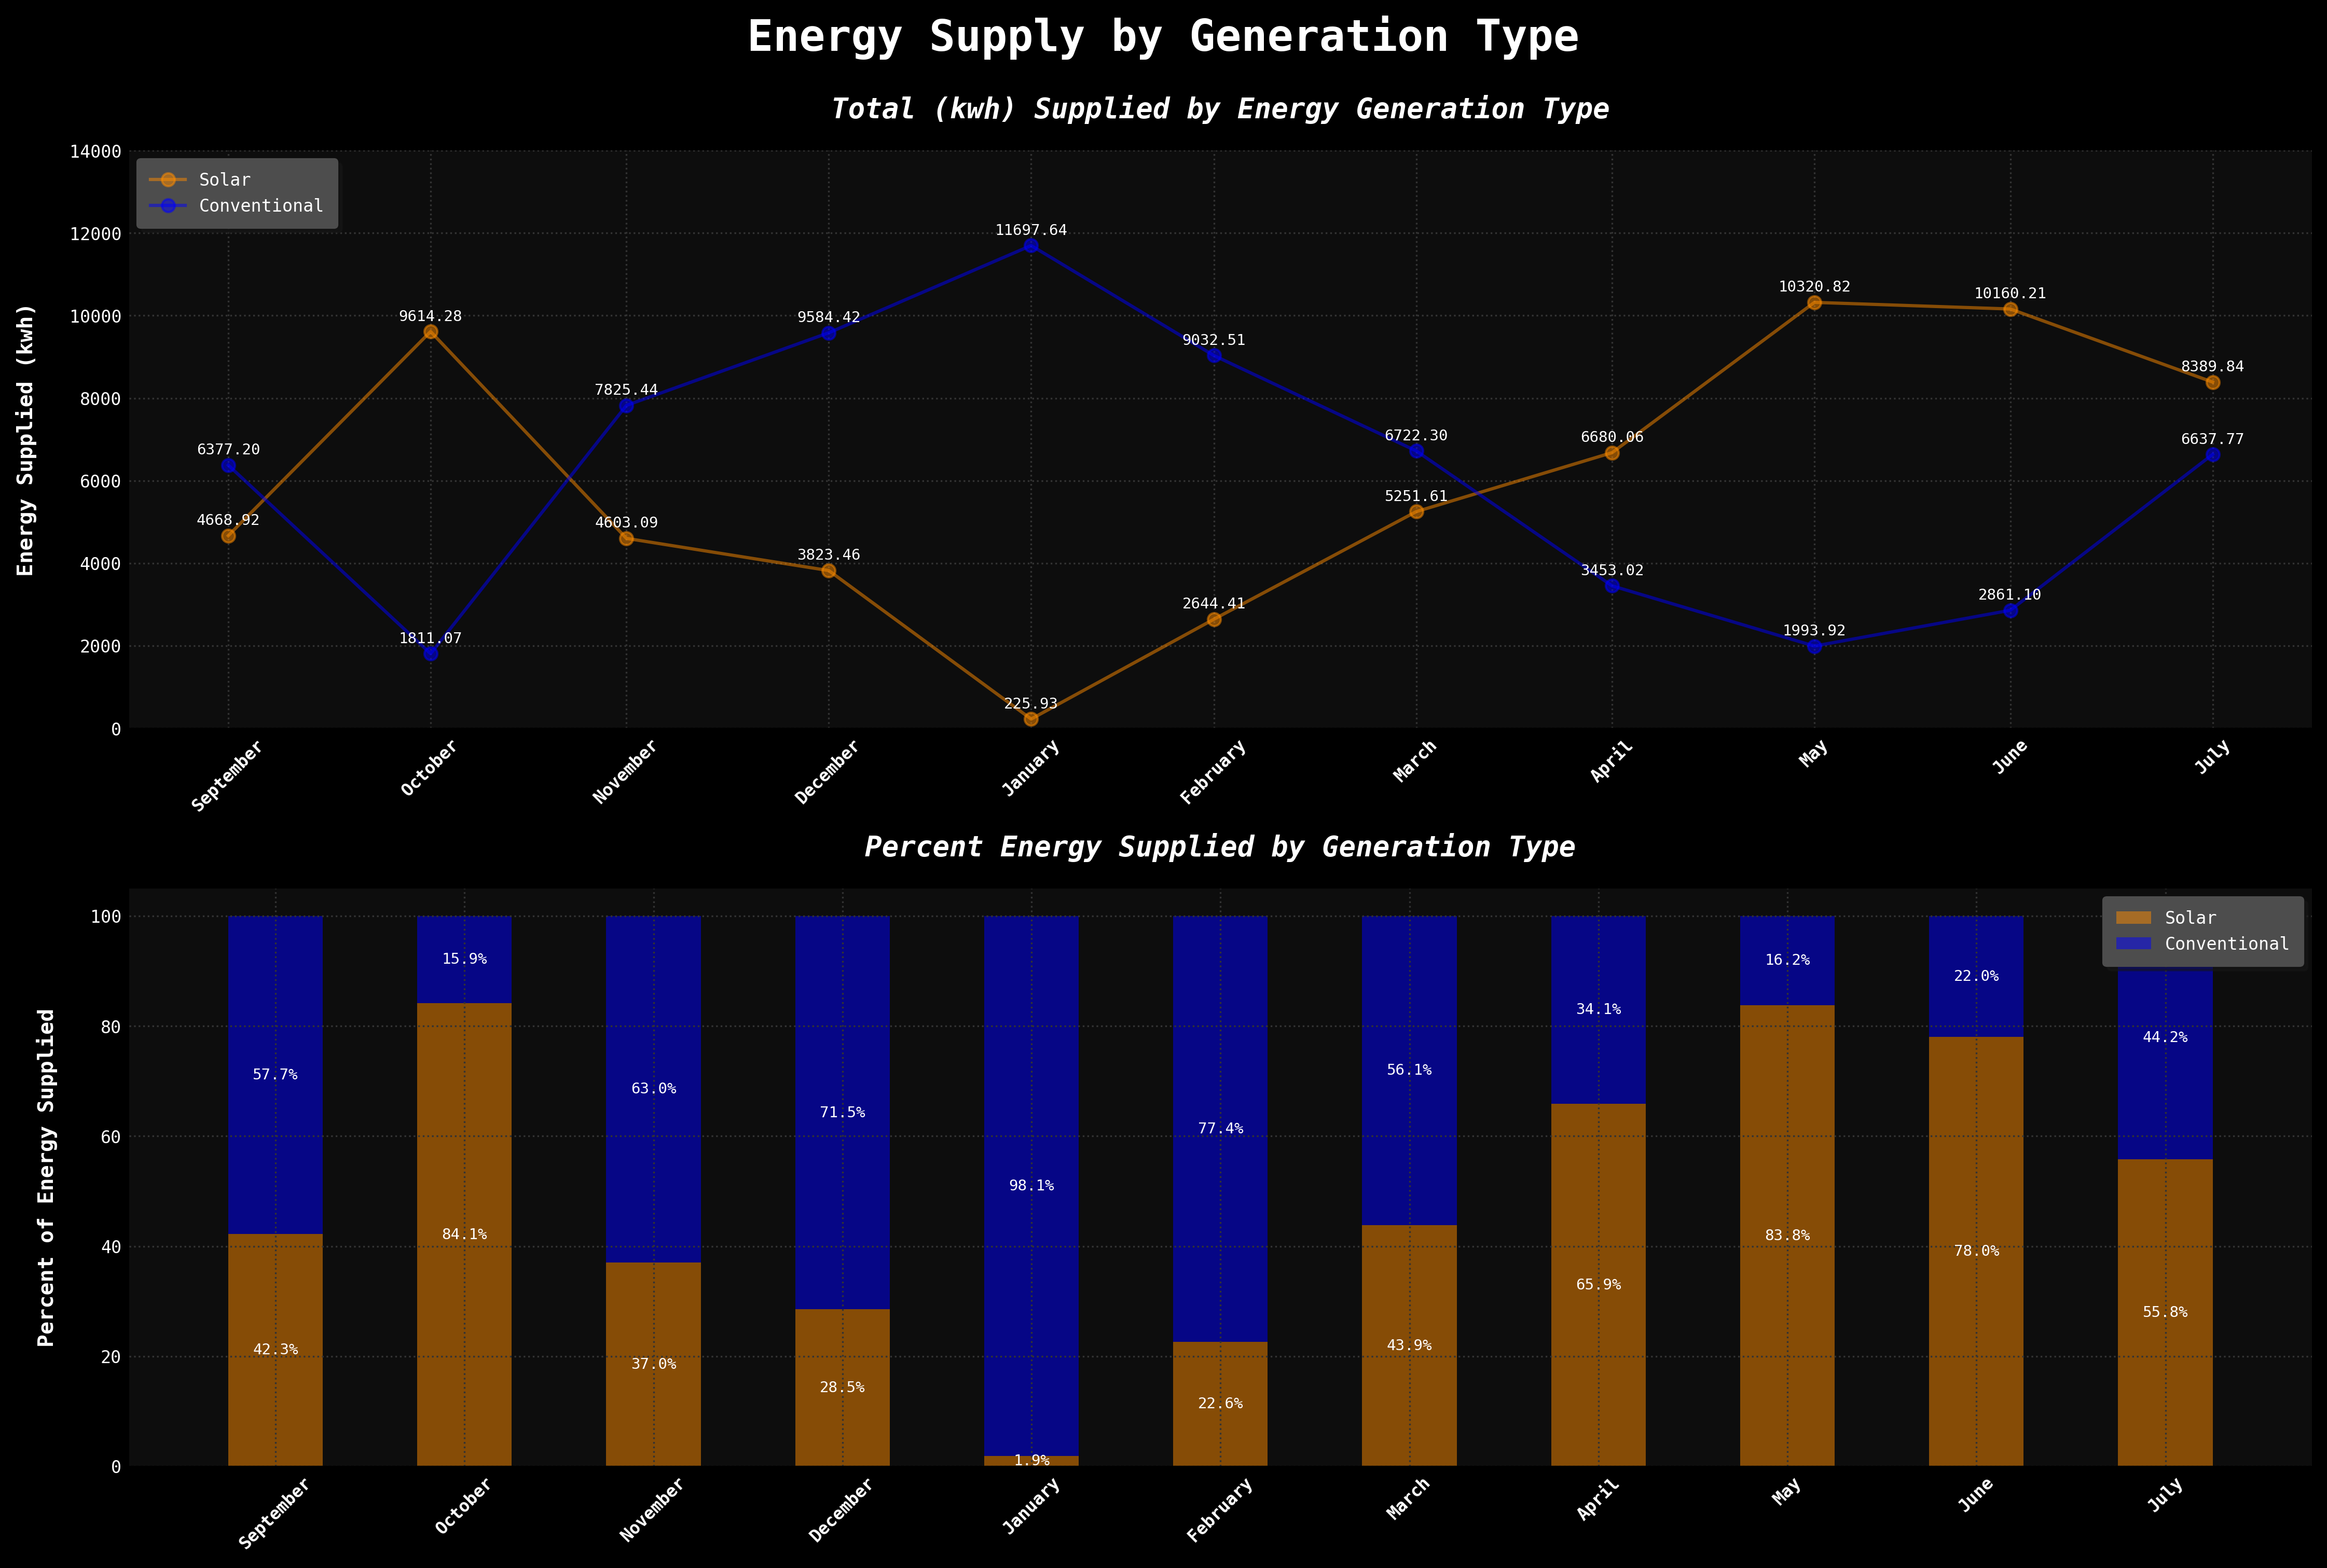 Energy Supply by Generation Type
Total (kwh) Supplied by Energy Generation Type
Energy Supplied (kwh)
14000
12000
10000
8000
6000
4000
2000
0
Solar
Conventional
6377.20
4668.92
9614.28
1811.07
7825.44
4603.09
9584.42
3823.46
11697.64
225.93
9032.51
2644.41
6722.30
5251.61
6680.06
3453.02
10320.82
1993.92
10160.21
2861.10
8389.84
6637.77
September
October
November
December
January
February
March
April
May
June
July
Percent Energy Supplied by Generation Type
Percent of Energy Supplied
100
80
60
40
20
0
Solar
Conventional
57.7%
42.3%
15.9%
84.1%
63.0%
37.0%
71.5%
28.5%
98.1%
1.9%
77.4%
22.6%
56.1%
43.9%
34.1%
65.9%
16.2%
83.8%
22.0%
78.0%
44.2%
55.8%
September
October
November
December
January
February
March
April
May
June
July